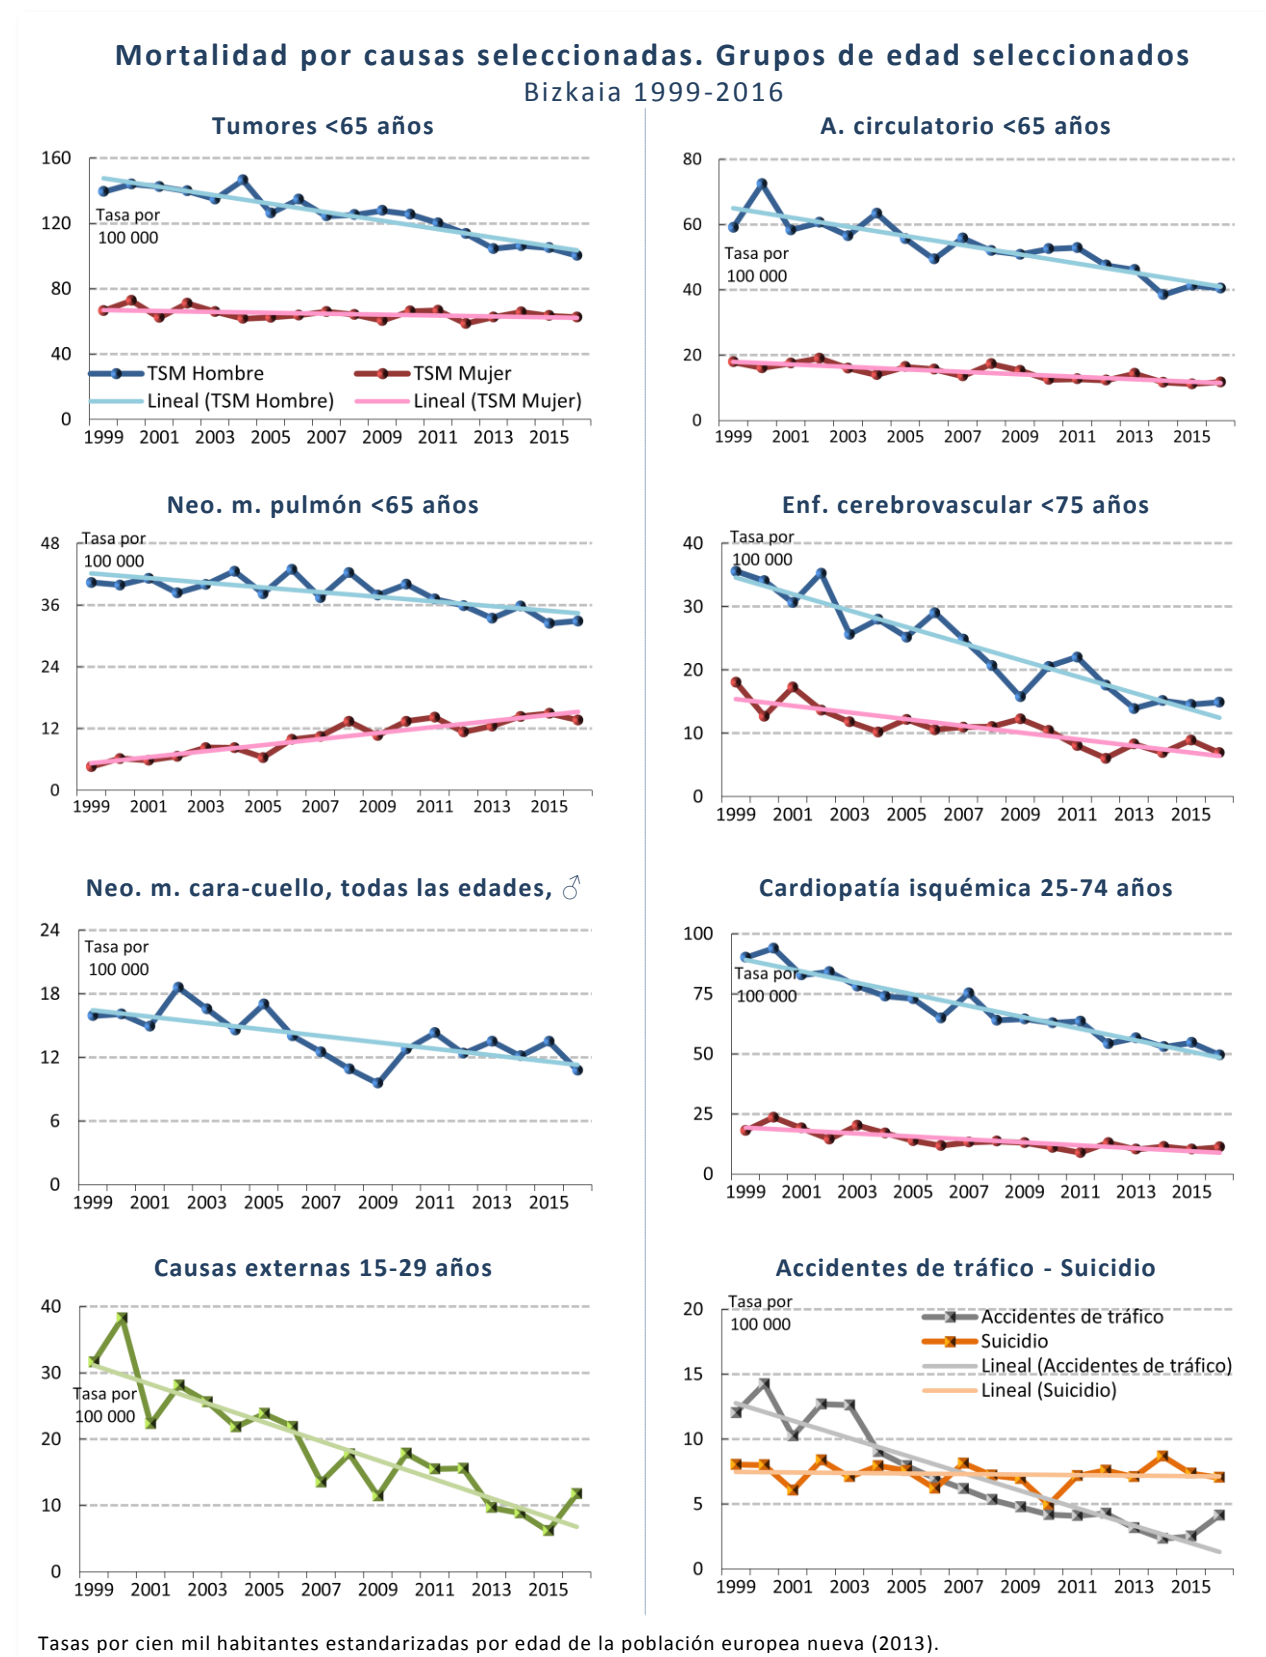 Mortalidad por causas seleccionadas. Grupos de edad seleccionados
Bizkaia 1999-2016
Tumores <65 años
160
120
80
40
0
Tasa por
100 000
TSM Hombre
TSM Mujer
Lineal (TSM Hombre)
Lineal (TSM Mujer)
1999 2001 2003 2005 2007 2009 2011 2013 2015
A. circulatorio <65 años
80
60
40
20
0
Tasa por
100 000
1999 2001 2003 2005 2007 2009 2011 2013 2015
Neo. m. pulmón <65 años
48
36
24
12
0
Tasa por
100 000
1999 2001 2003 2005 2007 2009 2011 2013 2015
Enf. cerebrovascular <75 años
40
30
20
10
0
Tasa por
100 000
1999 2001 2003 2005 2007 2009 2011 2013 2015
Neo. m. cara-cuello, todas las edades, ♂
24
18
12
6
0
Tasa por
100 000
1999 2001 2003 2005 2007 2009 2011 2013 2015
Cardiopatía isquémica 25-74 años
100
75
50
25
0
Tasa por
100 000
1999 2001 2003 2005 2007 2009 2011 2013 2015
Causas externas 15-29 años
40
30
20
10
0
Tasa por
100 000
1999 2001 2003 2005 2007 2009 2011 2013 2015
Accidentes de tráfico - Suicidio
20
15
10
5
0
Tasa por
100 000
Accidentes de tráfico
Suicidio
Lineal (Accidentes de tráfico)
Lineal (Suicidio)
1999 2001 2003 2005 2007 2009 2011 2013 2015
Tasas por cien mil habitantes estandarizadas por edad de la población europea nueva (2013).